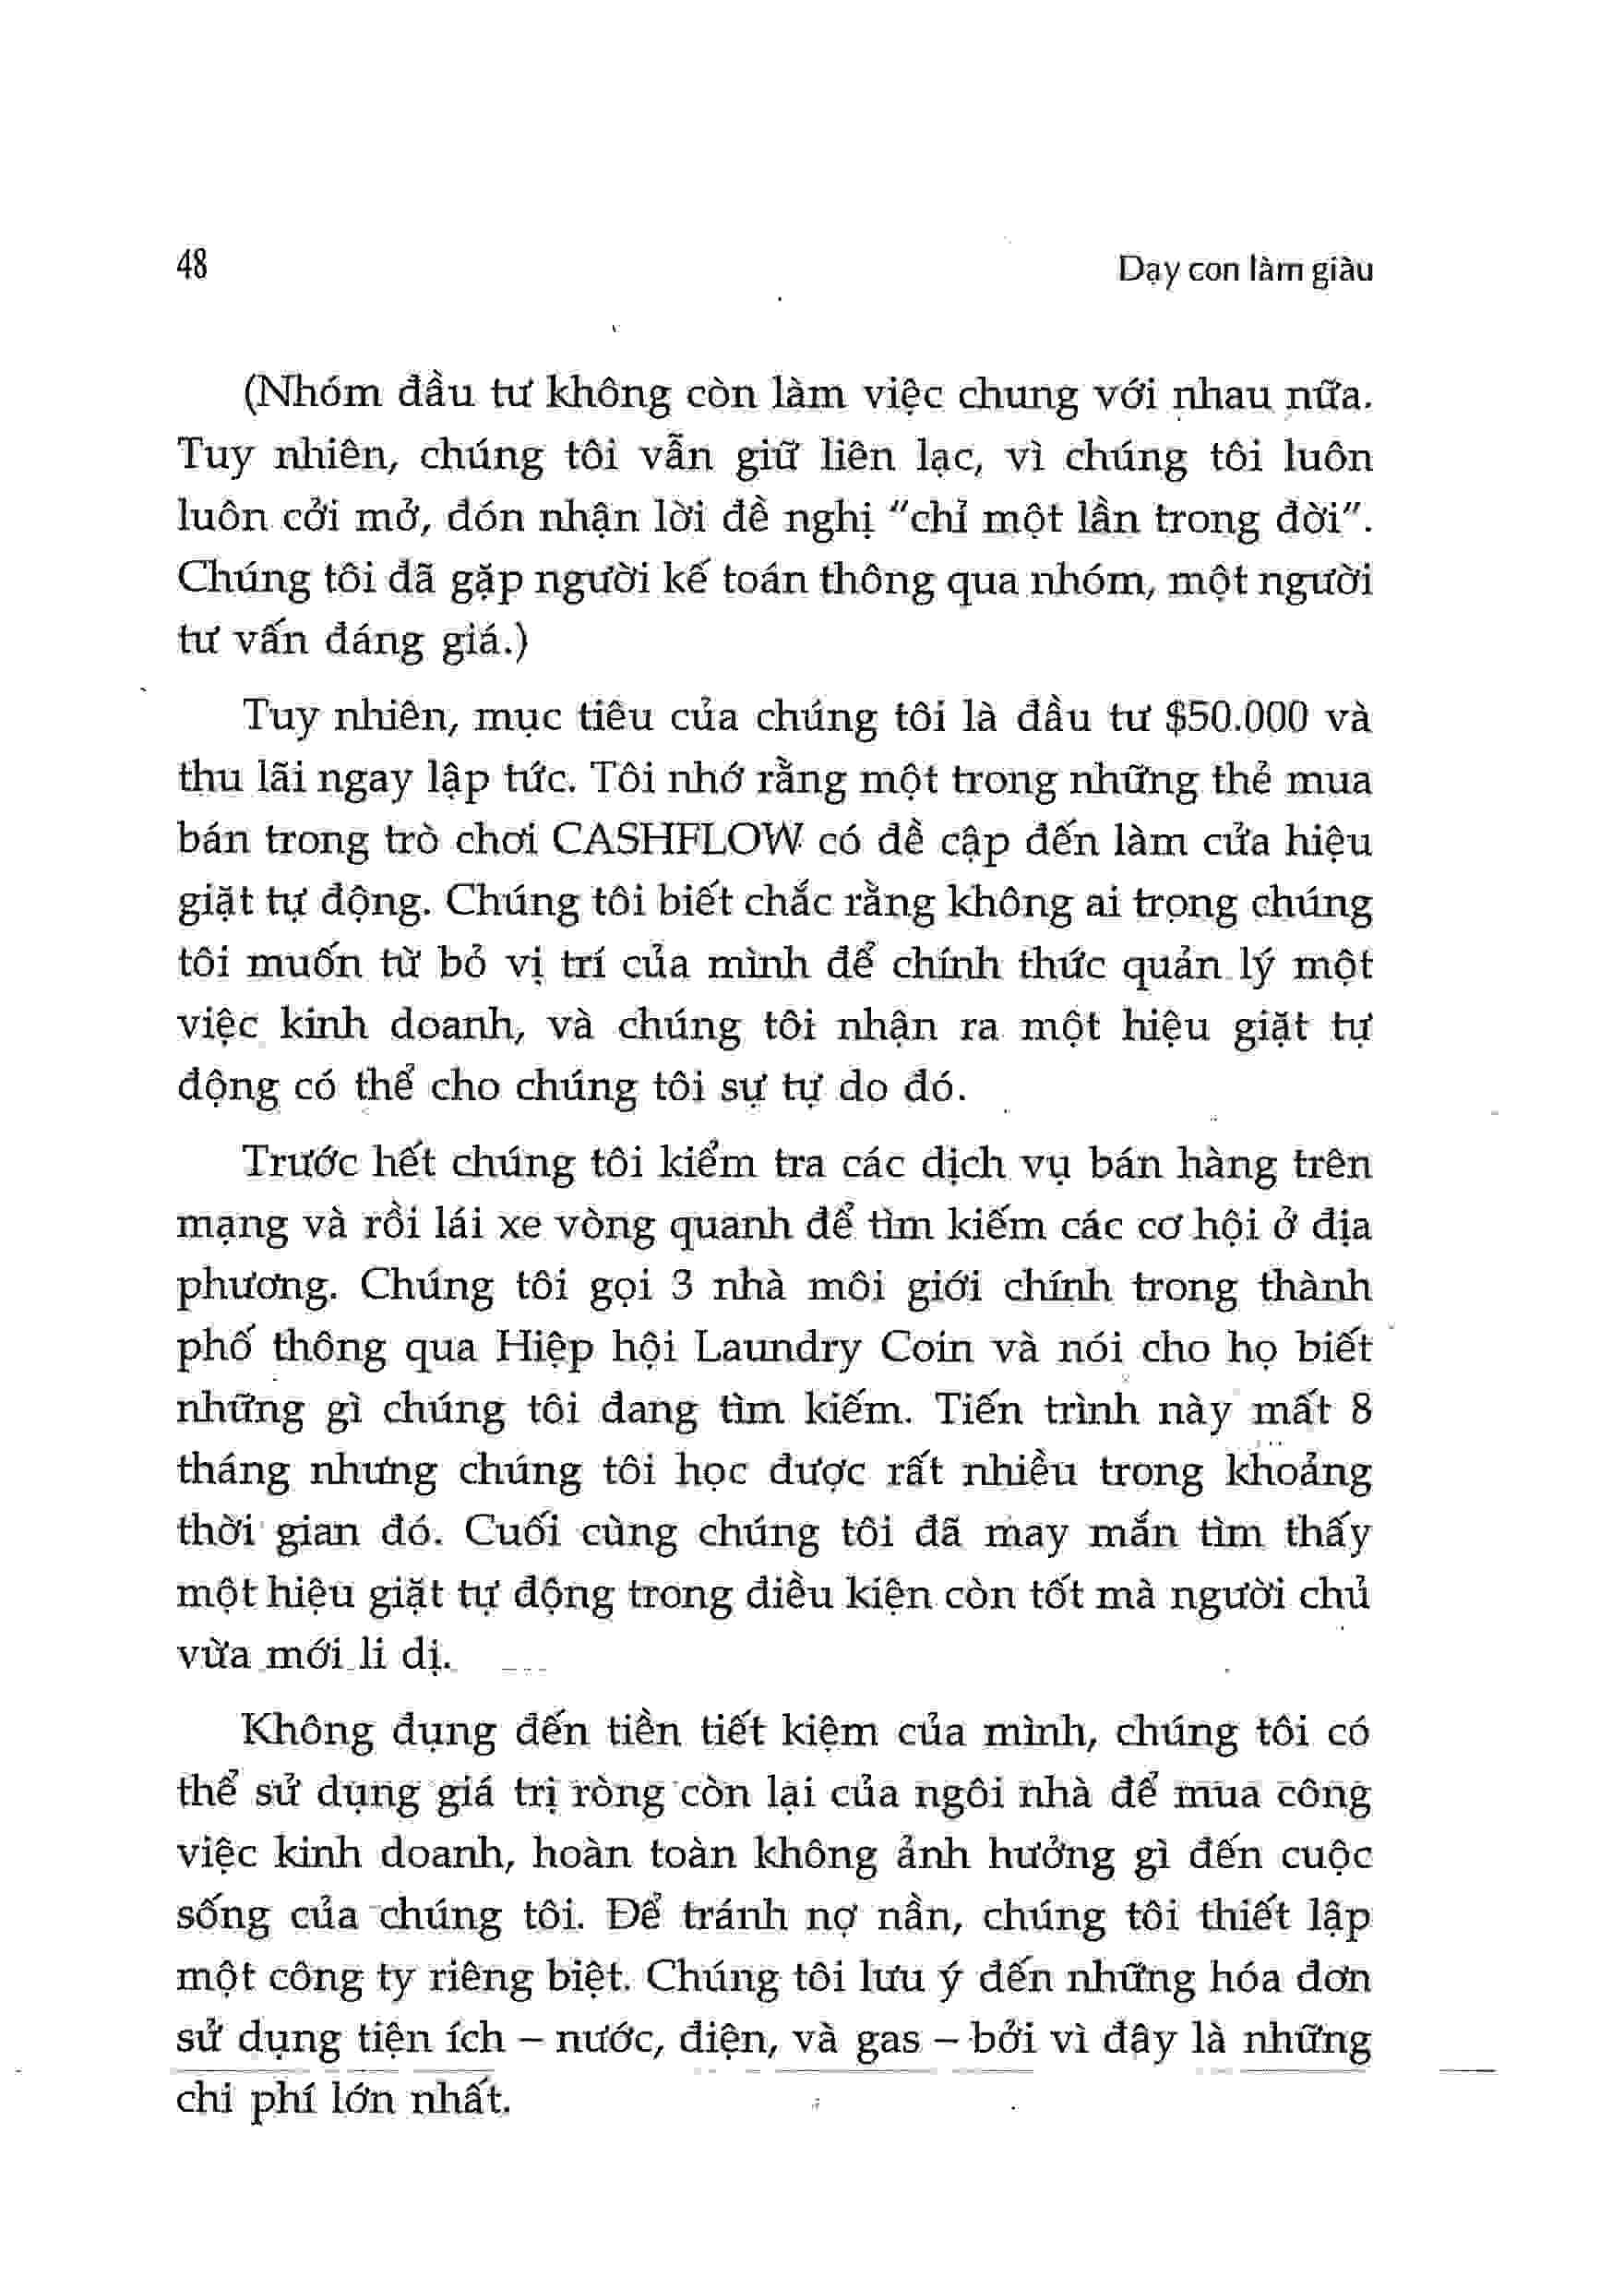 48
Dạy con làm giàu
(Nhóm đầu tư không còn làm việc chung với nhau nữa.
Tuy nhiên, chúng tôi vẫn giữ liên lạc, vì chúng tôi luôn
luôn cởi mở, đón nhận lời đề nghị "chỉ một lần trong đời".
Chúng tôi đã gặp người kế toán thông qua nhóm, một người
tư vấn đáng giá.)
Tuy nhiên, mục tiêu của chúng tôi là đầu tư $50.000 và
thu lãi ngay lập tức. Tôi nhớ rằng một trong những thẻ mua
bán trong trò chơi CASHFLOW có đề cập đến làm cửa hiệu
giặt tự động. Chúng tôi biết chắc rằng không ai trong chúng
tôi muốn từ bỏ vị trí của mình để chính thức quản lý một
việc kinh doanh, và chúng tôi nhận ra một hiệu giặt tự
động có thể cho chúng tôi sự tự do đó.
Trước hết chúng tôi kiểm tra các dịch vụ bán hàng trên
mạng và rồi lái xe vòng quanh để tìm kiếm các cơ hội ở địa
phương. Chúng tôi gọi 3 nhà môi giới chính trong thành
phố thông qua Hiệp hội Laundry Coin và nói cho họ biết
những gì chúng tôi đang tìm kiếm. Tiến trình này mất 8
tháng nhưng chúng tôi học được rất nhiều trong khoảng
thời gian đó. Cuối cùng chúng tôi đã may mắn tìm thấy
một hiệu giặt tự động trong điều kiện còn tốt mà người chủ
vừa mới li dị.
Không đụng đến tiền tiết kiệm của mình, chúng tôi có
thể sử dụng giá trị ròng còn lại của ngôi nhà để mua công
việc kinh doanh, hoàn toàn không ảnh hưởng gì đến cuộc
sống của chúng tôi. Để tránh nợ nần, chúng tôi thiết lập
một công ty riêng biệt. Chúng tôi lưu ý đến những hóa đơn
sử dụng tiện ích – nước, điện, và gas – bởi vì đây là những
chi phí lớn nhất.